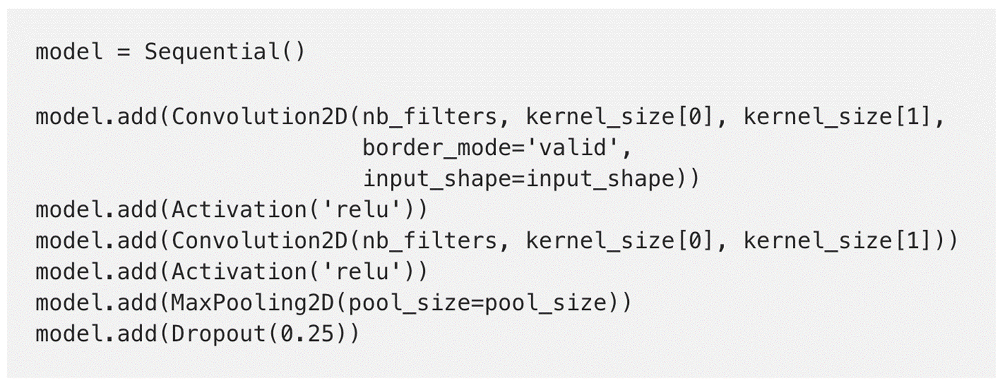 model = Sequential()
model.add(Convolution2D(nb_filters, kernel_size[0], kernel_size[1],
border_mode='valid',
input_shape=input_shape))
model.add(Activation('relu'))
model.add(Convolution2D(nb_filters, kernel_size[0], kernel_size[1]))
model.add(Activation('relu'))
model.add(MaxPooling2D(pool_size=pool_size))
model.add(Dropout(0.25))